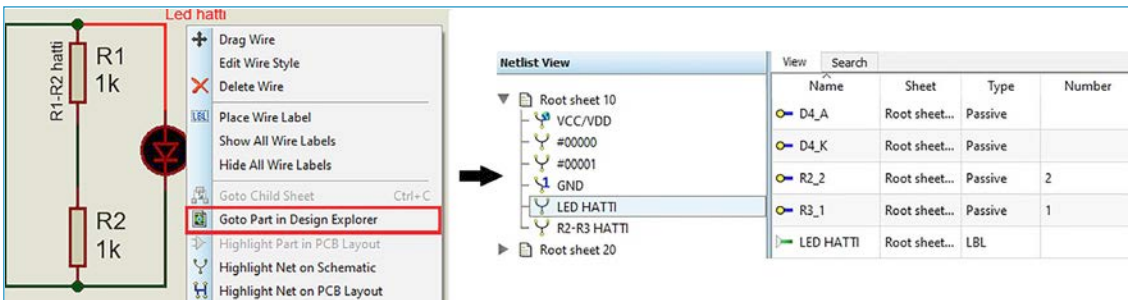 Led hatti
R1-R2 hatti
R1
1k
R2
1k
Drag Wire
Edit Wire Style
Delete Wire
LBL Place Wire Label
Show All Wire Labels
Hide All Wire Labels
Goto Child Sheet Ctrl+C
Goto Part in Design Explorer
Highlight Part in PCB Layout
Highlight Net on Schematic
Highlight Net on PCB Layout
Netlist View
Root sheet 10
VCC/VDD
#00000
#00001
GND
LED HATTI
R2-R3 HATTI
Root sheet 20
View Search
Name Sheet Type Number
D4_A Root sheet... Passive
D4_K Root sheet... Passive
R2_2 Root sheet... Passive 2
R3_1 Root sheet... Passive 1
LED HATTI Root sheet... LBL